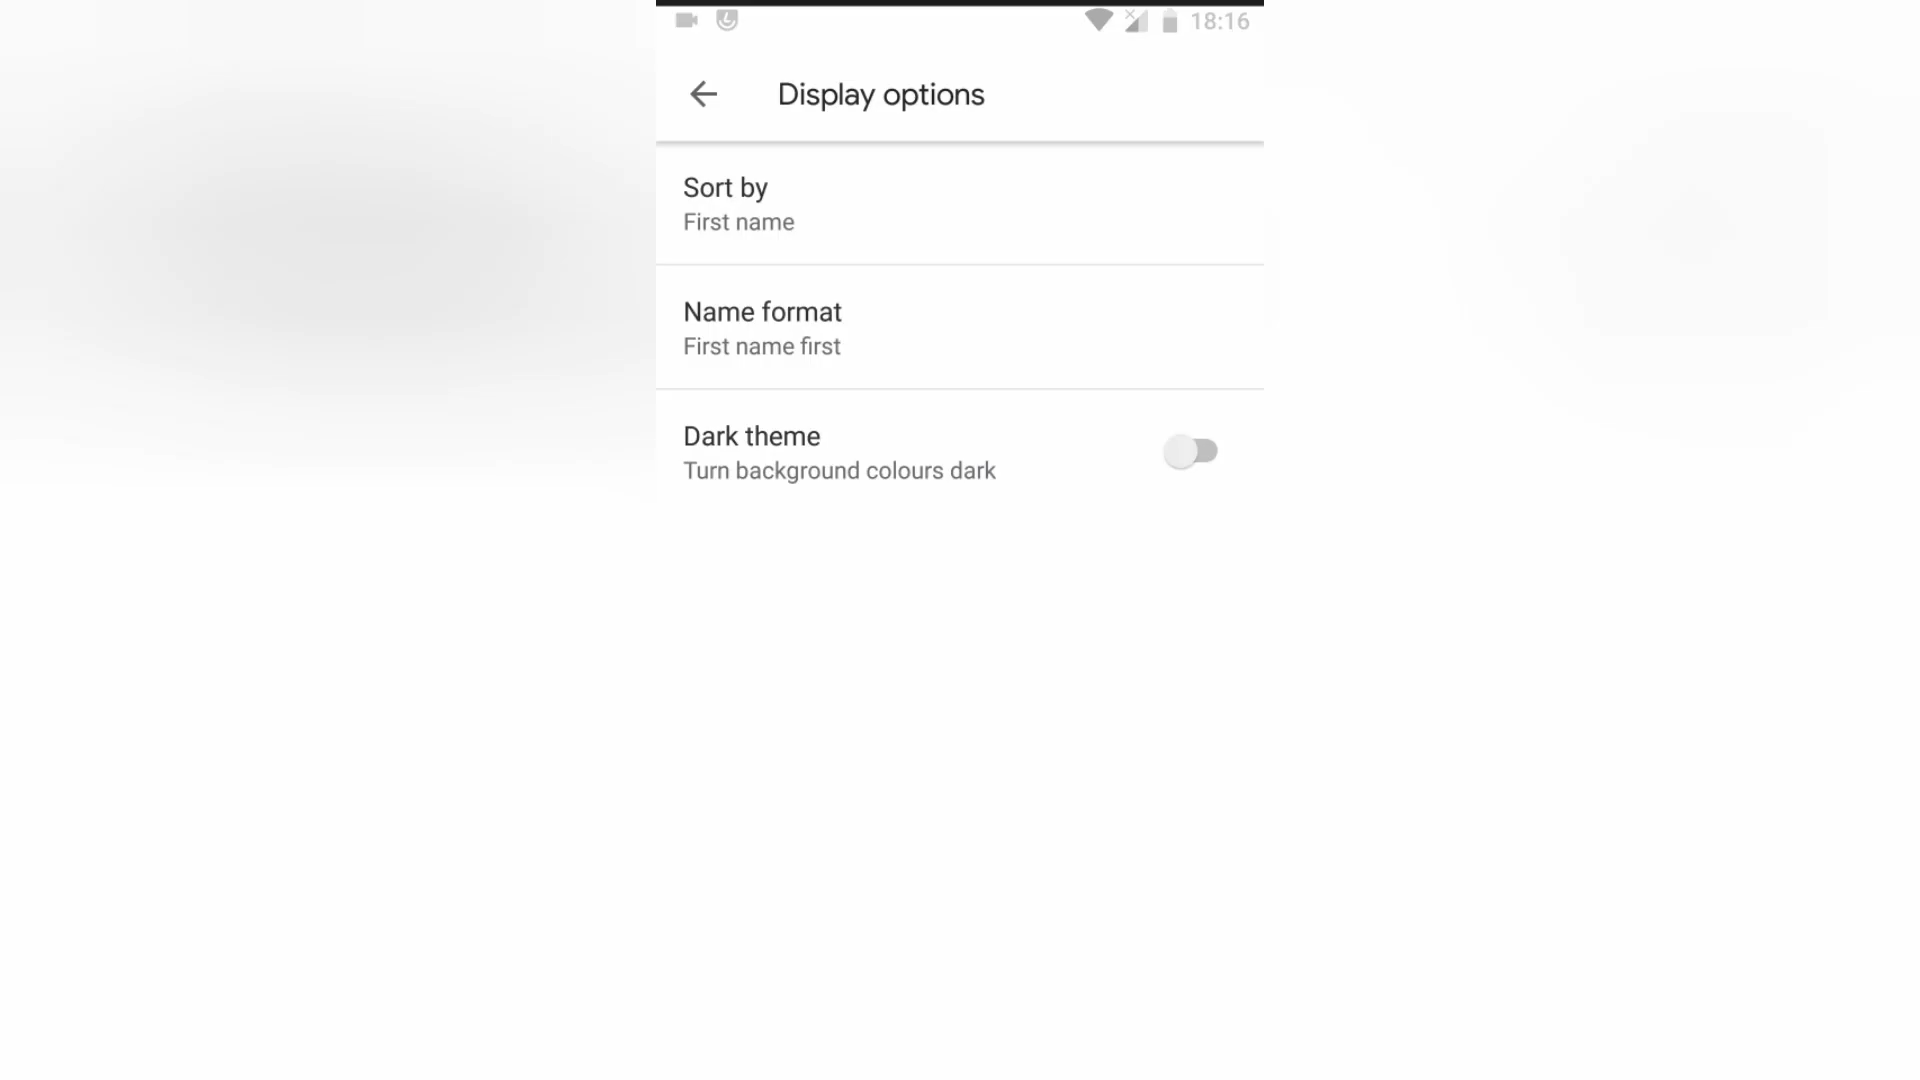 18:16
Display options
Sort by
First name
Name format
First name first
Dark theme
Turn background colours dark